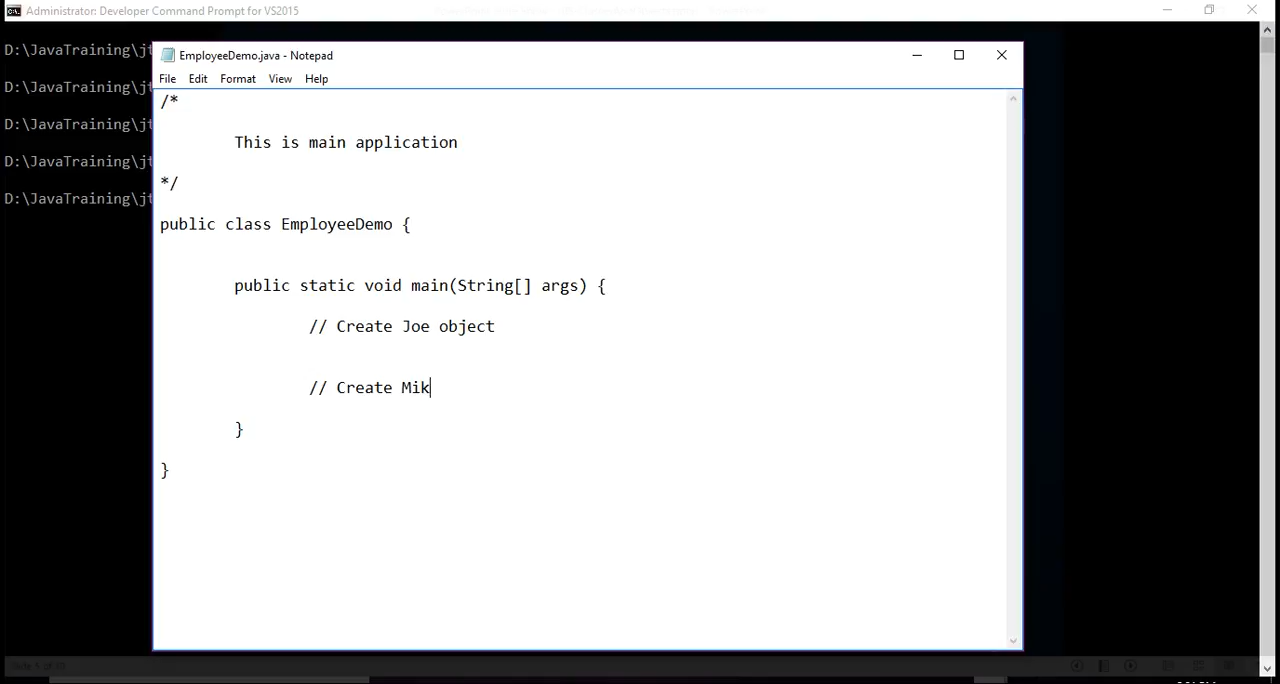 Administrator: Developer Command Prompt for VS2015
D:\JavaTraining\jt
D:\JavaTraining\jt
D:\JavaTraining\jt
D:\JavaTraining\jt
D:\JavaTraining\jt
EmployeeDemo.java - Notepad
File Edit Format View Help
/*
This is main application
*/
public class EmployeeDemo {
public static void main(String[] args) {
// Create Joe object
// Create Mik
}
}